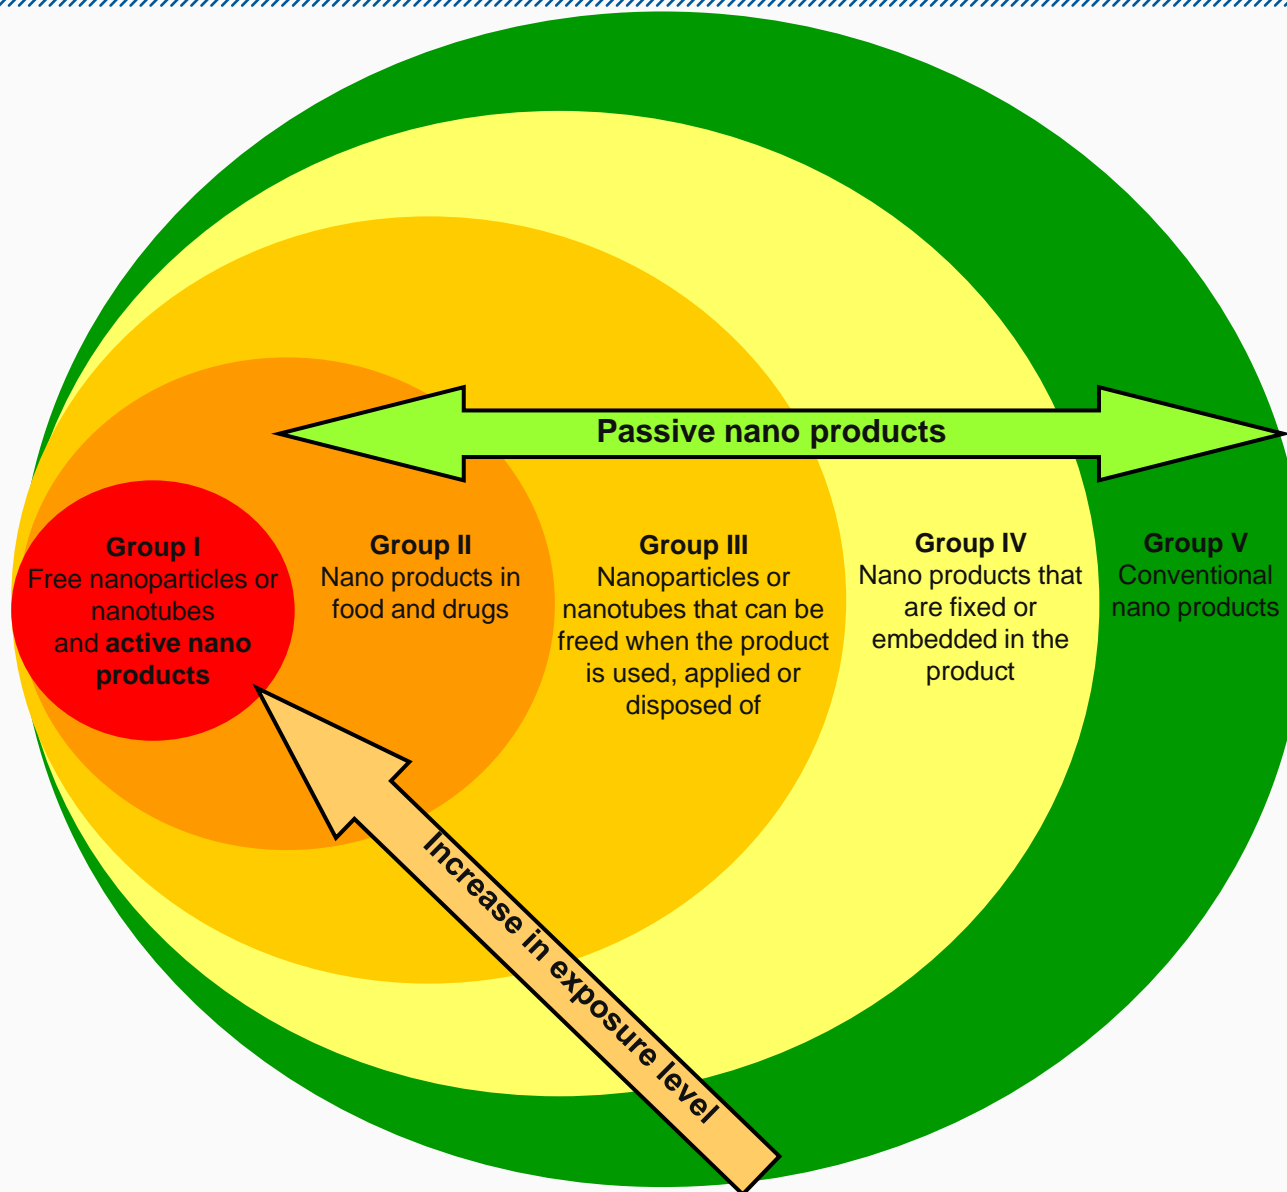 Passive nano products
Group I
Free nanoparticles or
nanotubes
and active nano
products
Group II
Nano products in
food and drugs
Group III
Nanoparticles or
nanotubes that can be
freed when the product
is used, applied or
disposed of
Group IV
Nano products that
are fixed or
embedded in the
product
Group V
Conventional
nano products
Increase in exposure level